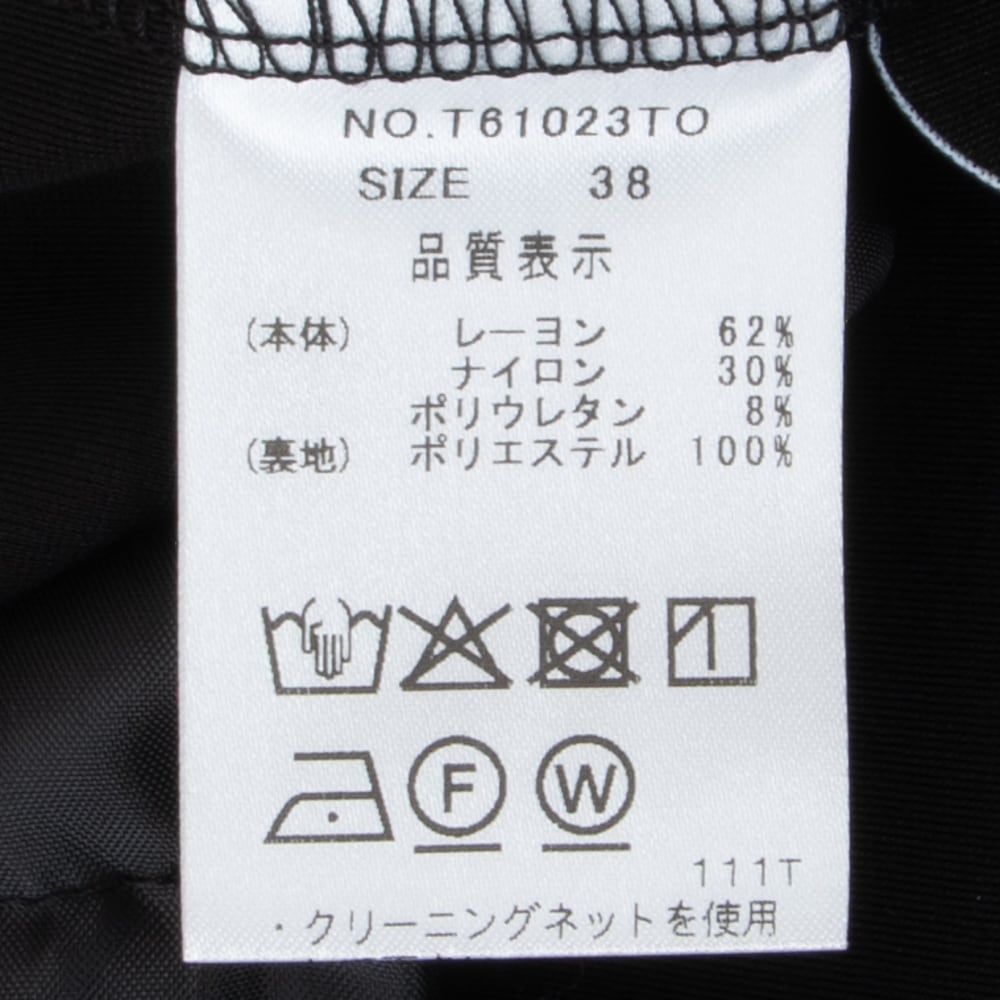 NO.T61023TO
SIZE 38
品質表示
(本体) レーヨン 62%
ナイロン 30%
ポリウレタン 8%
(裏地) ポリエステル 100%
F W
111T
・クリーニングネットを使用